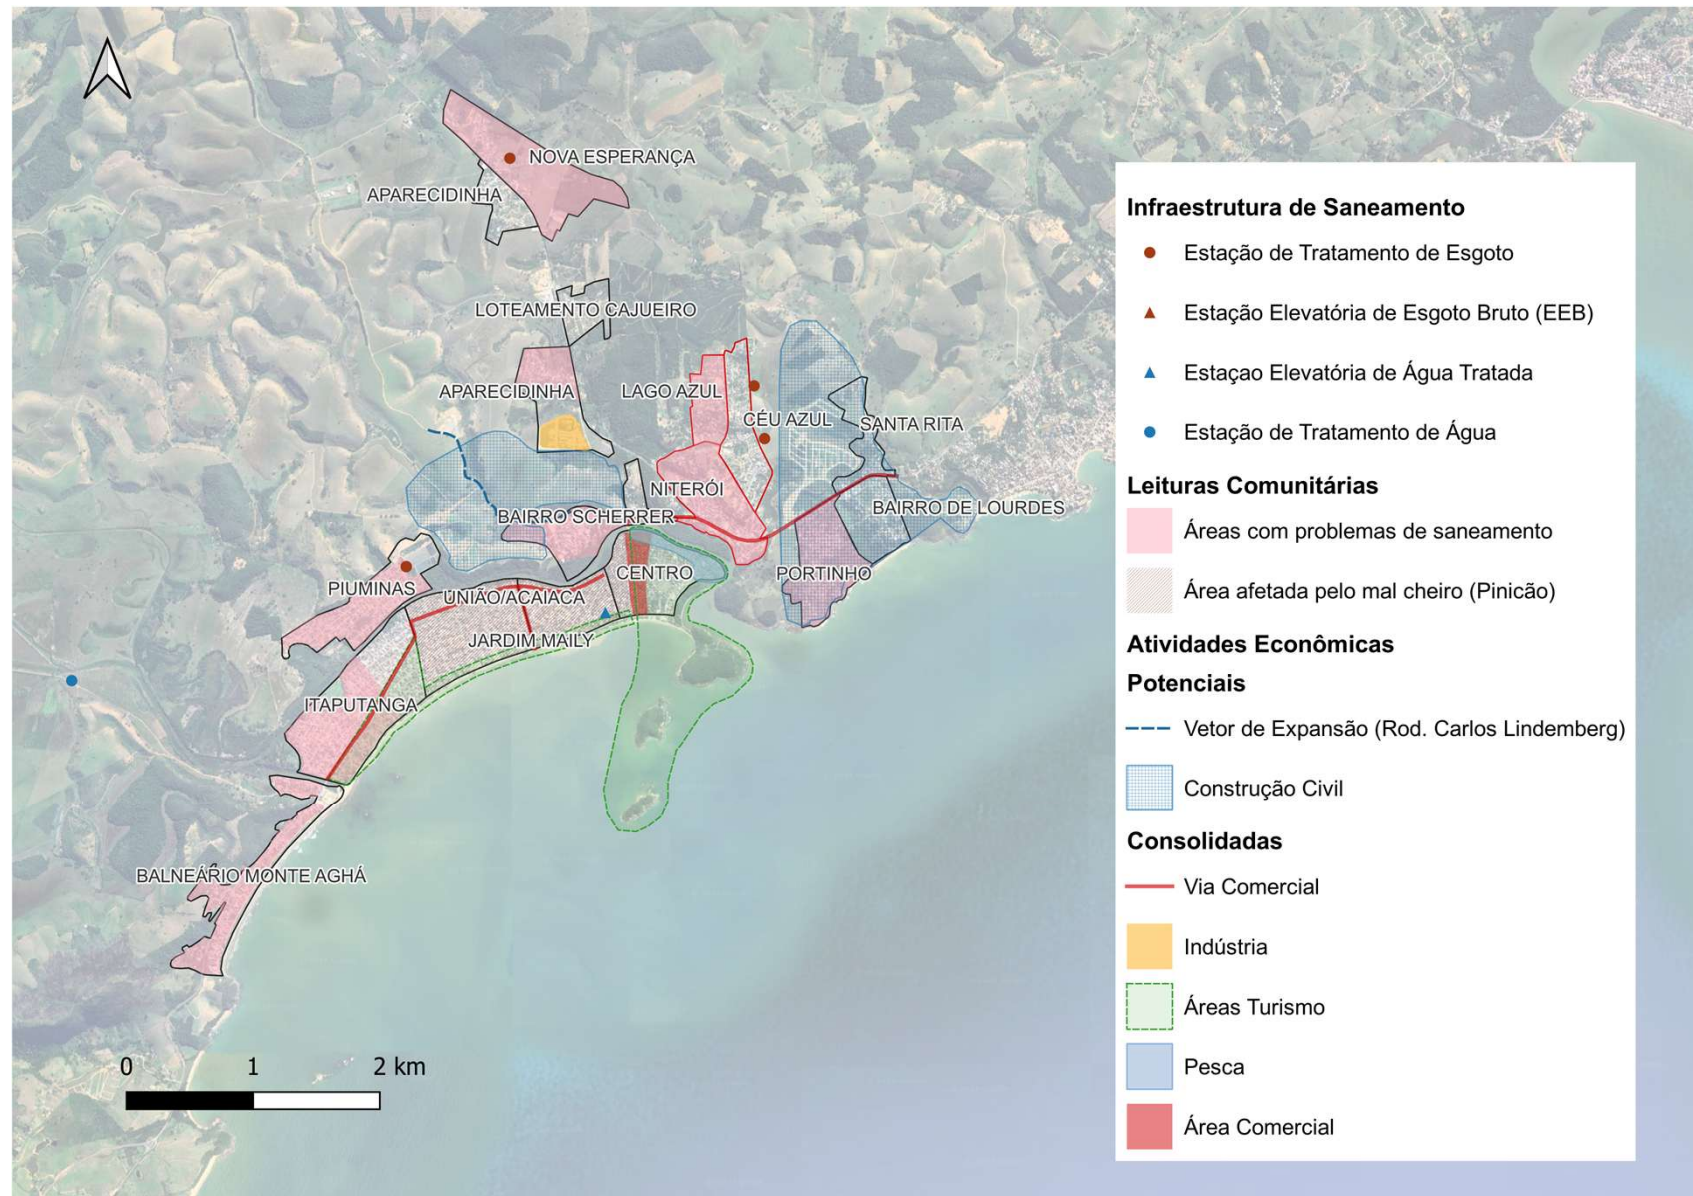 NOVA ESPERANÇA
APARECIDINHA
LOTEAMENTO CAJUEIRO
APARECIDINHA
LAGO AZUL
CÉU AZUL
SANTA RITA
NITERÓI
BAIRRO SCHERRER
BAIRRO DE LOURDES
CENTRO
PORTINHO
PIUMINAS
UNIÃO/ACAIACA
JARDIM MAILY
ITAPUTANGA
BALNEÁRIO MONTE AGHÁ
0 1 2 km
Infraestrutura de Saneamento
Estação de Tratamento de Esgoto
Estação Elevatória de Esgoto Bruto (EEB)
Estaçao Elevatória de Água Tratada
Estação de Tratamento de Água
Leituras Comunitárias
Áreas com problemas de saneamento
Área afetada pelo mal cheiro (Pinicão)
Atividades Econômicas
Potenciais
Vetor de Expansão (Rod. Carlos Lindemberg)
Construção Civil
Consolidadas
Via Comercial
Indústria
Áreas Turismo
Pesca
Área Comercial